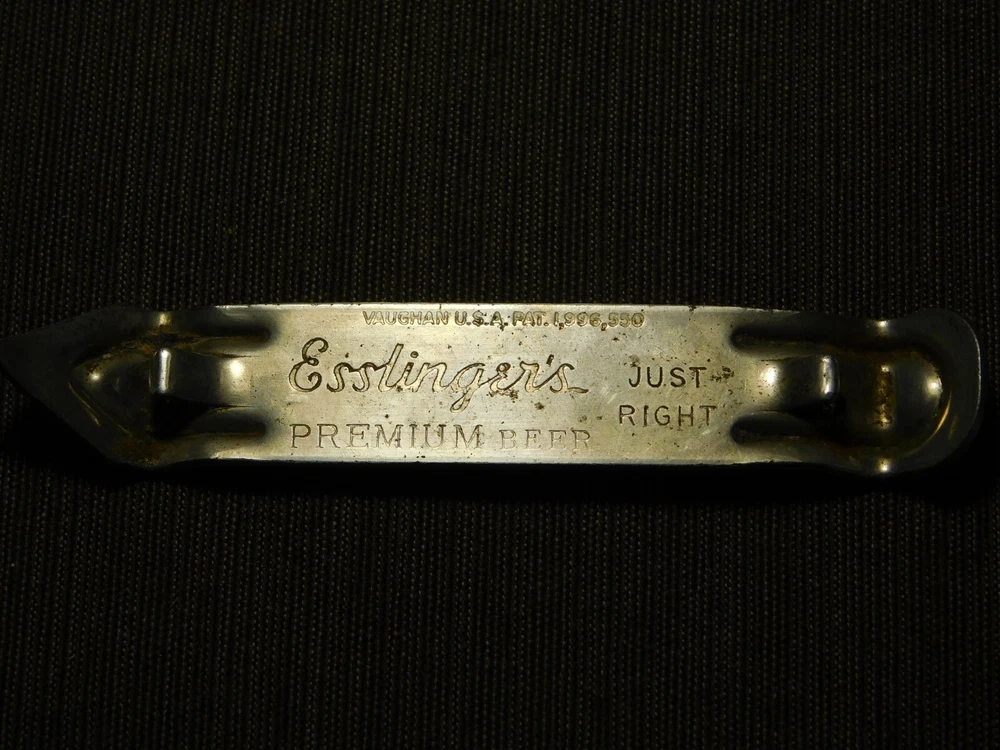 VAUGHAN U.S.A. PAT. 1,996,550
Esslinger's
PREMIUM BEER
JUST
RIGHT